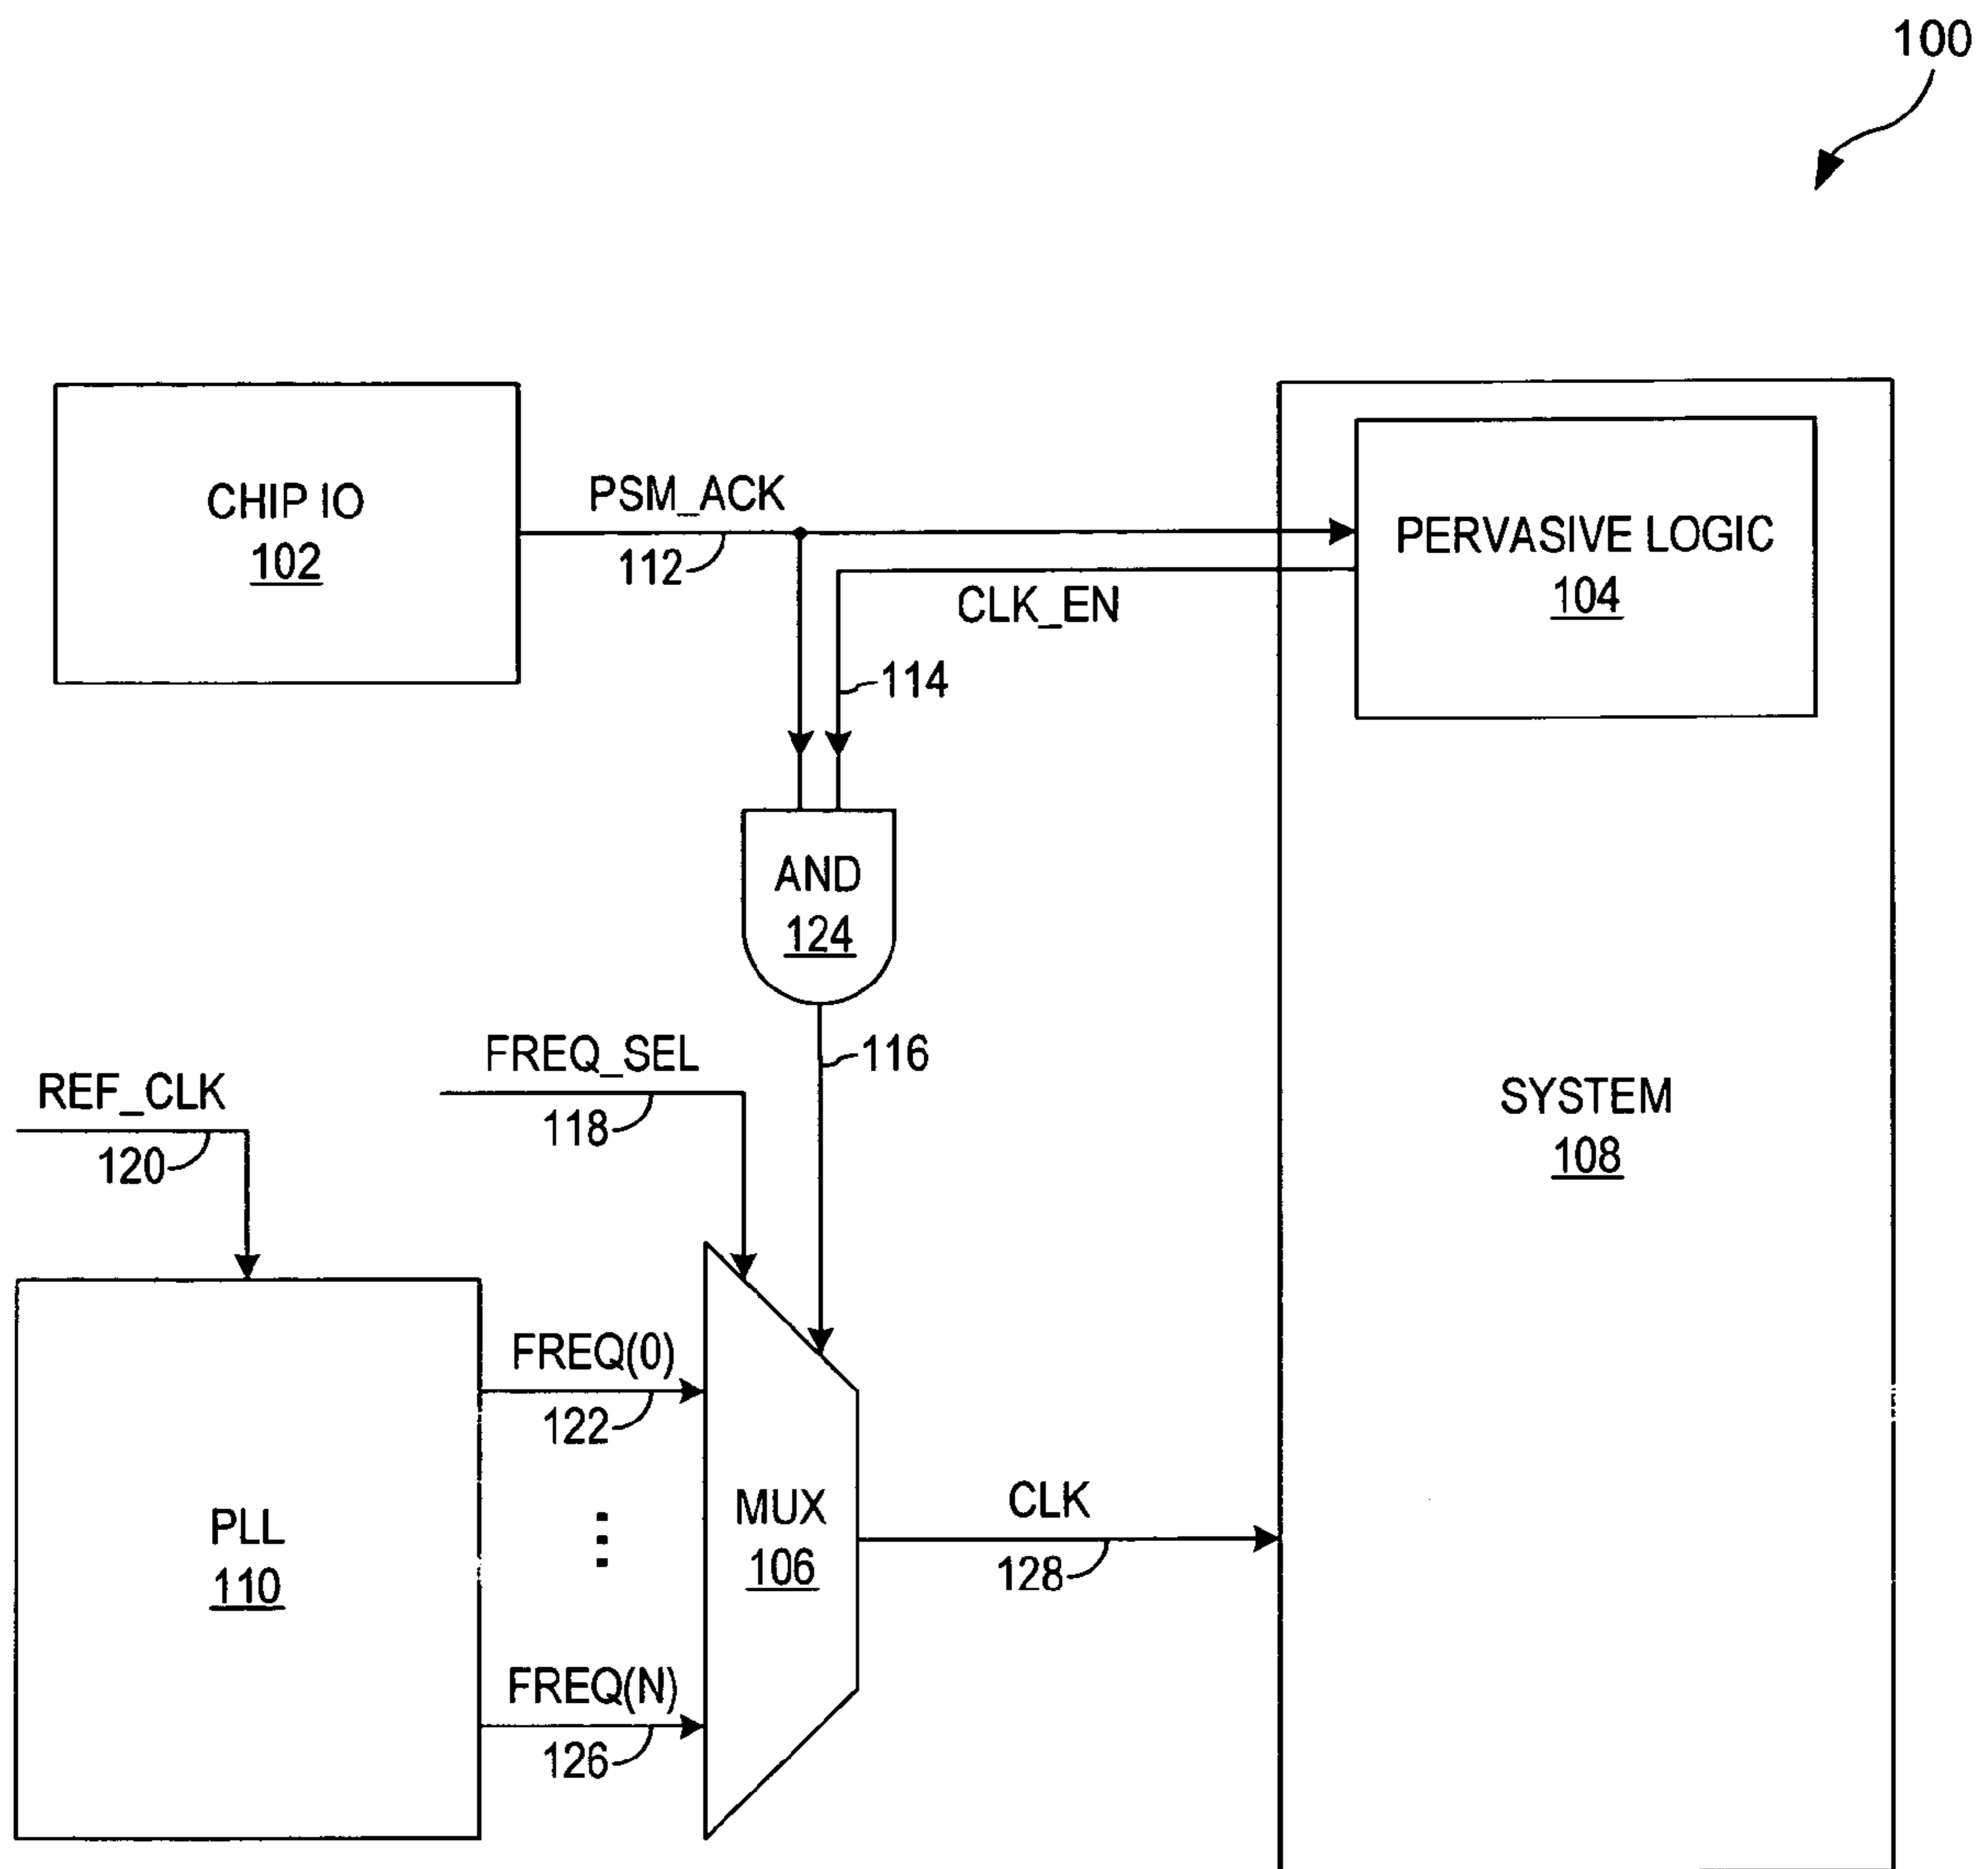 100
CHIP IO
102
PSM_ACK
112
PERVASIVE LOGIC
104
CLK_EN
114
AND
124
FREQ_SEL
118
116
REF_CLK
120
SYSTEM
108
FREQ(0)
122
PLL
110
MUX
106
CLK
128
FREQ(N)
126